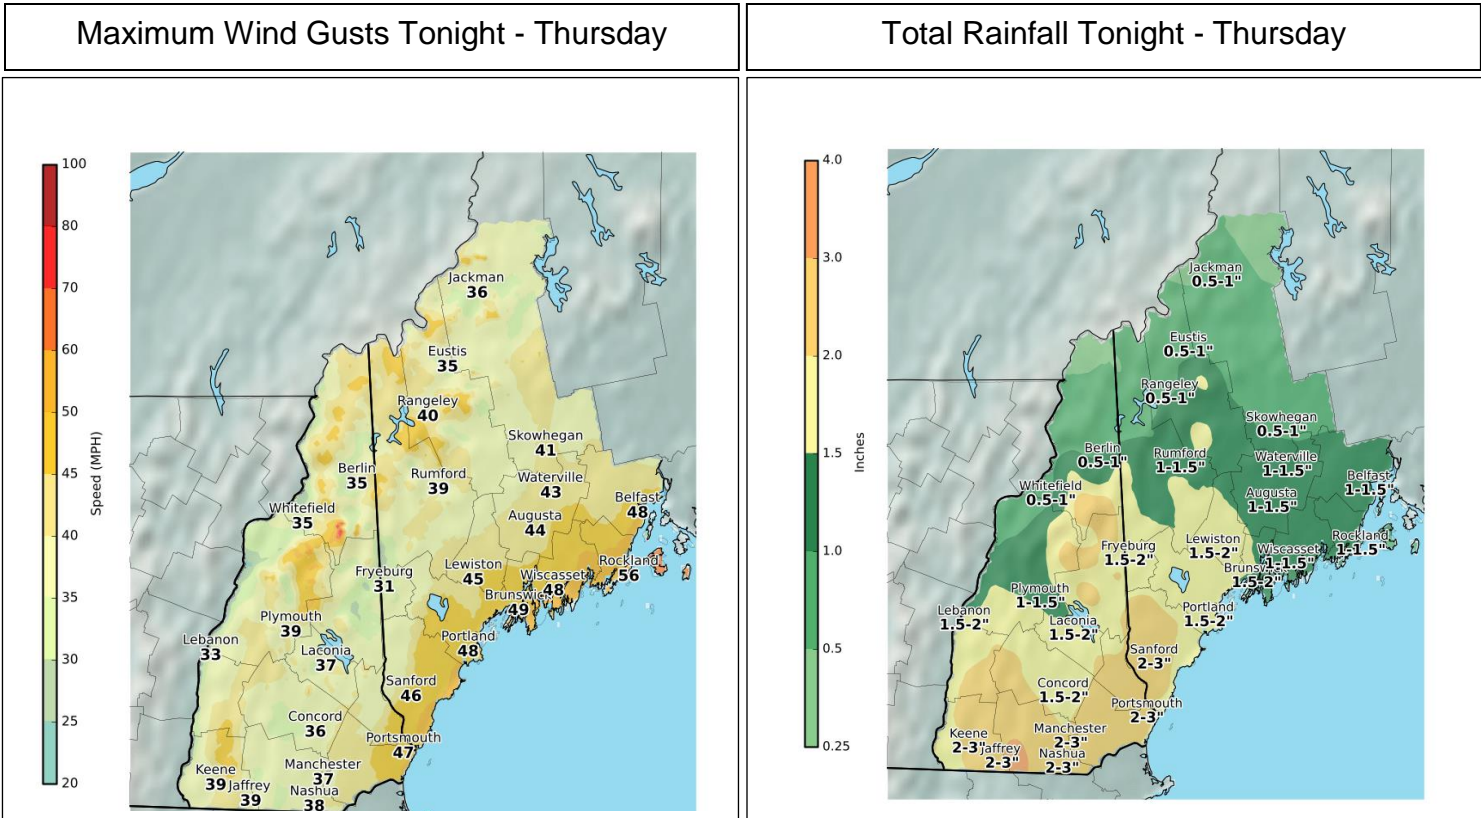 Maximum Wind Gusts Tonight - Thursday
Total Rainfall Tonight - Thursday
100
80
70
60
50
45
40
35
30
25
20
Speed (MPH)
Jackman
36
Eustis
35
Rangeley
40
Skowhegan
41
Berlin
35
Rumford
39
Waterville
43
Belfast
48
Whitefield
35
Augusta
44
Rockland
56
Fryeburg
31
Lewiston
45
Wiscasset
48
Brunswick
49
Plymouth
39
Lebanon
33
Laconia
37
Portland
48
Sanford
46
Concord
36
Portsmouth
47
Keene
39
Jaffrey
39
Manchester
37
Nashua
38
4.0
3.0
2.0
1.5
1.0
0.5
0.25
Inches
Jackman
0.5-1"
Eustis
0.5-1"
Rangeley
0.5-1"
Skowhegan
0.5-1"
Berlin
0.5-1"
Rumford
1-1.5"
Waterville
1-1.5"
Belfast
1-1.5"
Whitefield
0.5-1"
Augusta
1-1.5"
Rockland
1-1.5"
Fryeburg
1.5-2"
Lewiston
1.5-2"
Wiscasset
1-1.5"
Brunswick
1.5-2"
Plymouth
1-1.5"
Lebanon
1.5-2"
Laconia
1.5-2"
Portland
1.5-2"
Sanford
2-3"
Concord
1.5-2"
Portsmouth
2-3"
Keene
2-3"
Jaffrey
2-3"
Manchester
2-3"
Nashua
2-3"